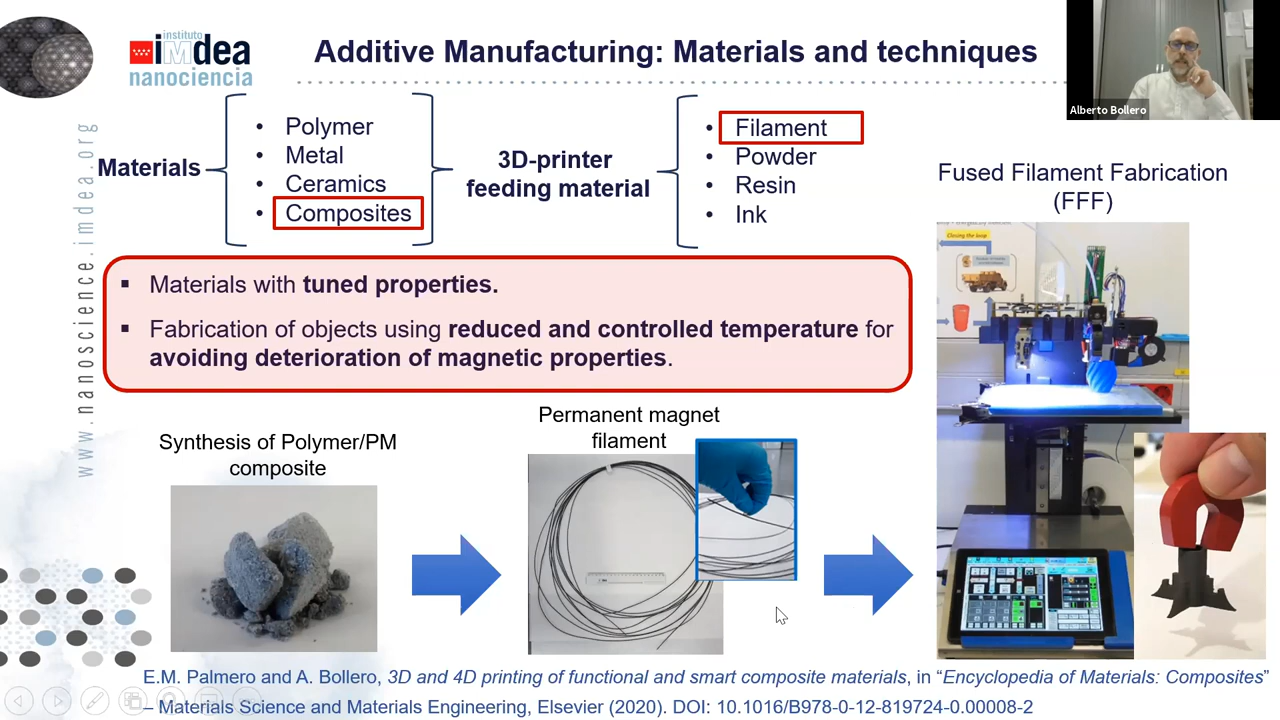 instituto
imdea
nanociencia
Additive Manufacturing: Materials and techniques
Alberto Bollero
www.nanoscience.imdea.org
Materials
• Polymer
• Metal
• Ceramics
• Composites
3D-printer
feeding material
• Filament
• Powder
• Resin
• Ink
Fused Filament Fabrication
(FFF)
Closing the loop
▪ Materials with tuned properties.
▪ Fabrication of objects using reduced and controlled temperature for
avoiding deterioration of magnetic properties.
Synthesis of Polymer/PM
composite
Permanent magnet
filament
E.M. Palmero and A. Bollero, 3D and 4D printing of functional and smart composite materials, in “Encyclopedia of Materials: Composites”
– Materials Science and Materials Engineering, Elsevier (2020). DOI: 10.1016/B978-0-12-819724-0.00008-2